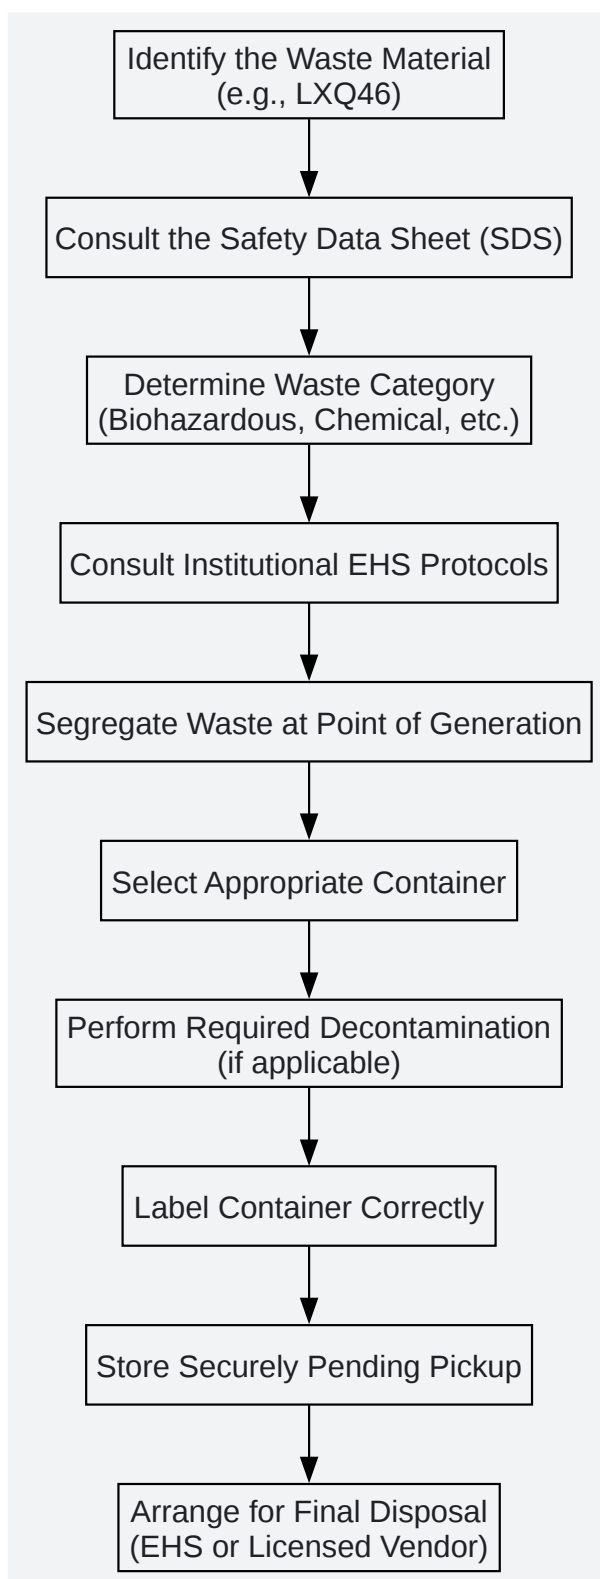 Identify the Waste Material
(e.g., LXQ46)
Consult the Safety Data Sheet (SDS)
Determine Waste Category
(Biohazardous, Chemical, etc.)
Consult Institutional EHS Protocols
Segregate Waste at Point of Generation
Select Appropriate Container
Perform Required Decontamination
(if applicable)
Label Container Correctly
Store Securely Pending Pickup
Arrange for Final Disposal
(EHS or Licensed Vendor)